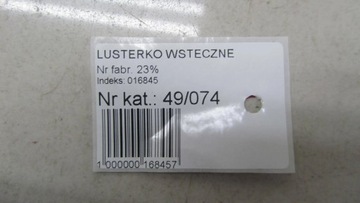 LUSTERKO WSTECZNE
Nr fabr. 23%
Indeks: 016845
Nr kat.: 49/074
1 000000 168457